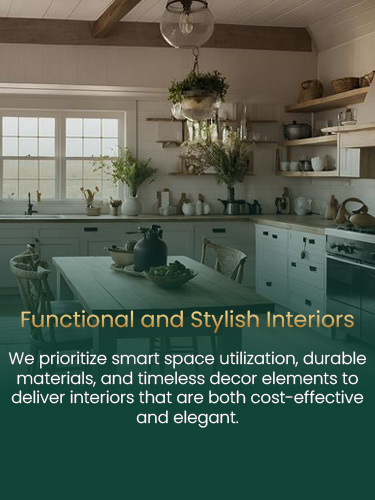 Functional and Stylish Interiors
We prioritize smart space utilization, durable
materials, and timeless decor elements to
deliver interiors that are both cost-effective
and elegant.